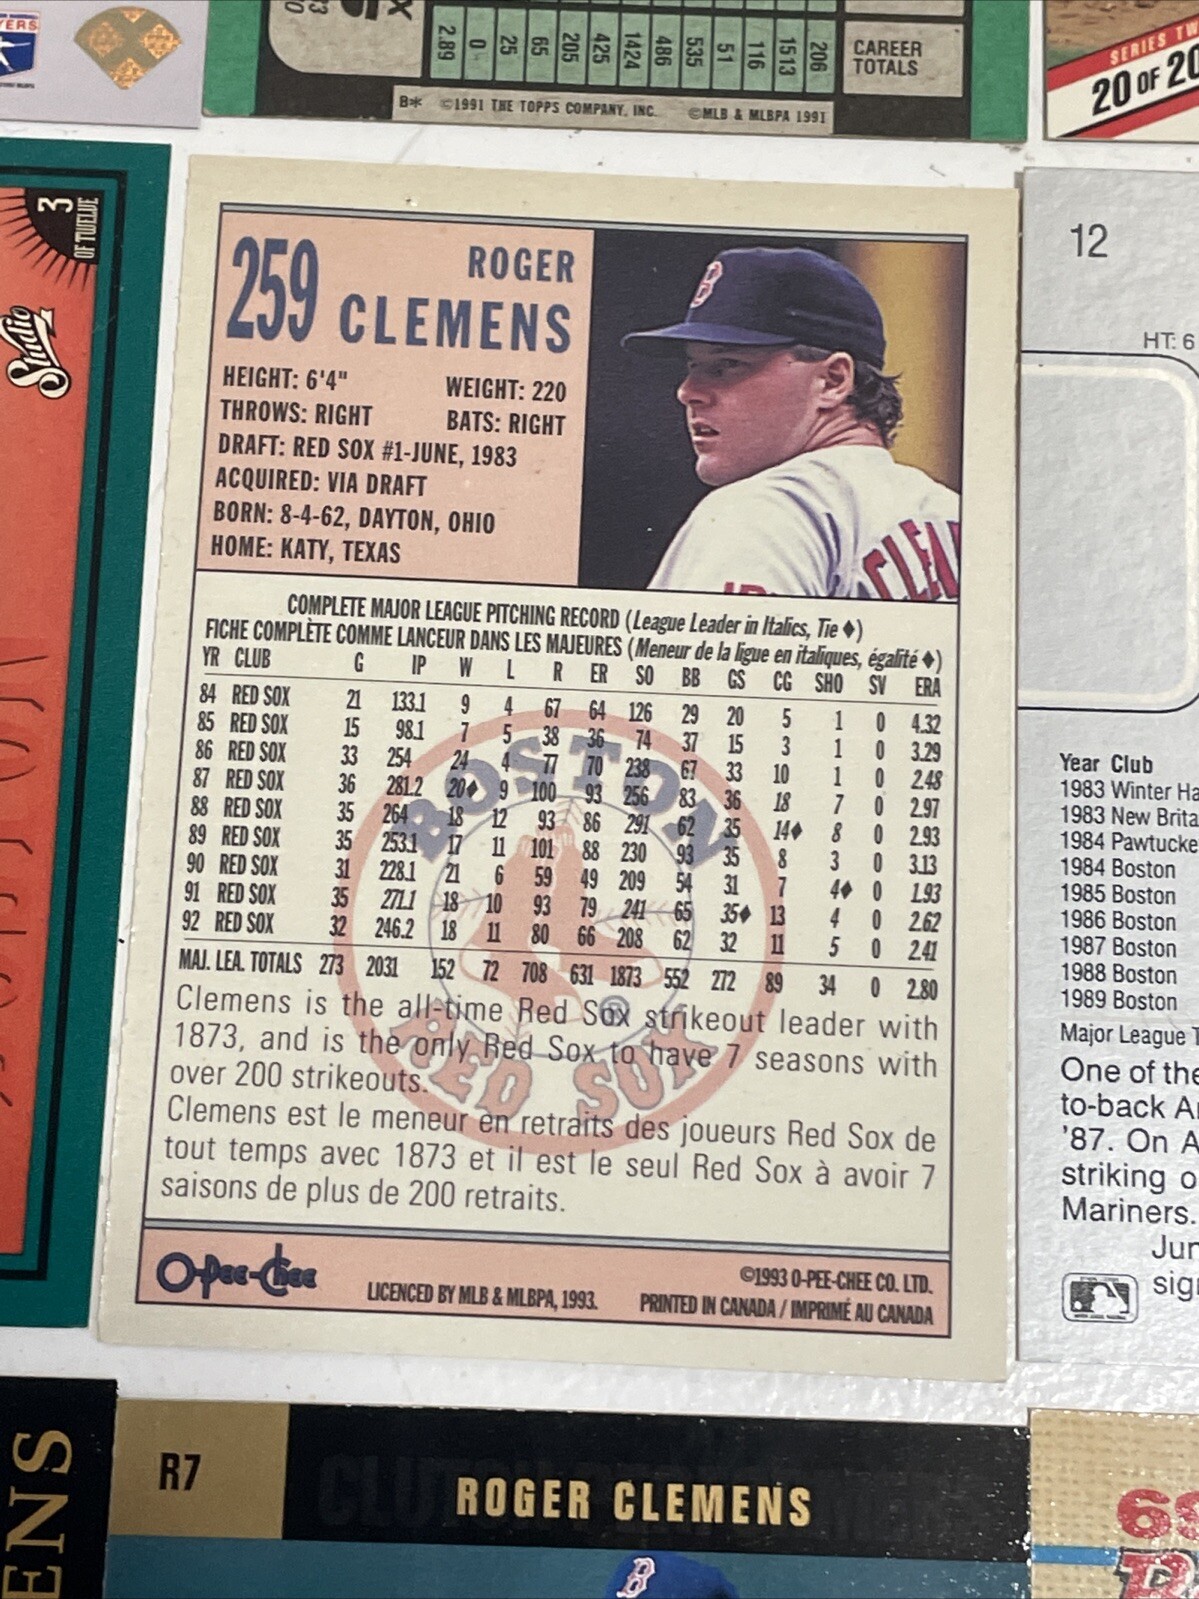 YERS
2.89 0 25 65 205 425 1424 486 535 51 116 1513 206 CAREER TOTALS
B* ©1991 THE TOPPS COMPANY, INC. ©MLB & MLBPA 1991
SERIES TW
20 OF 20
3
OF TWELVE
Studio
259 ROGER
CLEMENS
HEIGHT: 6'4" WEIGHT: 220
THROWS: RIGHT BATS: RIGHT
DRAFT: RED SOX #1-JUNE, 1983
ACQUIRED: VIA DRAFT
BORN: 8-4-62, DAYTON, OHIO
HOME: KATY, TEXAS
B
CLEM
COMPLETE MAJOR LEAGUE PITCHING RECORD (League Leader in Italics, Tie ♦)
FICHE COMPLÈTE COMME LANCEUR DANS LES MAJEURES (Meneur de la ligue en italiques, égalité ♦)
YR CLUB G IP W L R ER SO BB GS CG SHO SV ERA
84 RED SOX 21 133.1 9 4 67 64 126 29 20 5 1 0 4.32
85 RED SOX 15 98.1 7 5 38 36 74 37 15 3 1 0 3.29
86 RED SOX 33 254 24 4 77 70 238 67 33 10 1 0 2.48
87 RED SOX 36 281.2 20♦ 9 100 93 256 83 36 18 7 0 2.97
88 RED SOX 35 264 18 12 93 86 291 62 35 14♦ 8 0 2.93
89 RED SOX 35 253.1 17 11 101 88 230 93 35 8 3 0 3.13
90 RED SOX 31 228.1 21 6 59 49 209 54 31 7 4♦ 0 1.93
91 RED SOX 35 271.1 18 10 93 79 241 65 35♦ 13 4 0 2.62
92 RED SOX 32 246.2 18 11 80 66 208 62 32 11 5 0 2.41
MAJ. LEA. TOTALS 273 2031 152 72 708 631 1873 552 272 89 34 0 2.80
BOSTON
RED SOX
®
Clemens is the all-time Red Sox strikeout leader with
1873, and is the only Red Sox to have 7 seasons with
over 200 strikeouts.
Clemens est le meneur en retraits des joueurs Red Sox de
tout temps avec 1873 et il est le seul Red Sox à avoir 7
saisons de plus de 200 retraits.
O-Pee-Chee
LICENCED BY MLB & MLBPA, 1993.
©1993 O-PEE-CHEE CO. LTD.
PRINTED IN CANADA / IMPRIMÉ AU CANADA
12
HT: 6
Year Club
1983 Winter Ha
1983 New Brita
1984 Pawtucke
1984 Boston
1985 Boston
1986 Boston
1987 Boston
1988 Boston
1989 Boston
Major League T
One of the
to-back A
'87. On A
striking o
Mariners.
Jun
sig
ENS
R7
ROGER CLEMENS
B
69